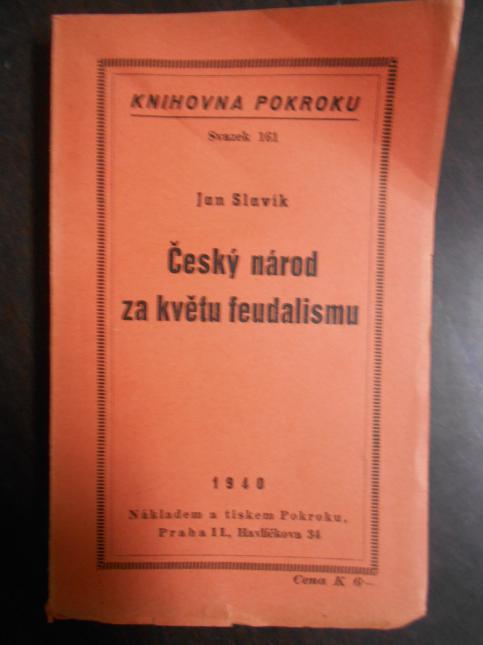 KNIHOVNA POKROKU
Svazek 161
Jan Slavík
Český národ
za květu feudalismu
1940
Nákladem a tiskem Pokroku,
Praha II., Havlíčkova 34
Cena K 6·—